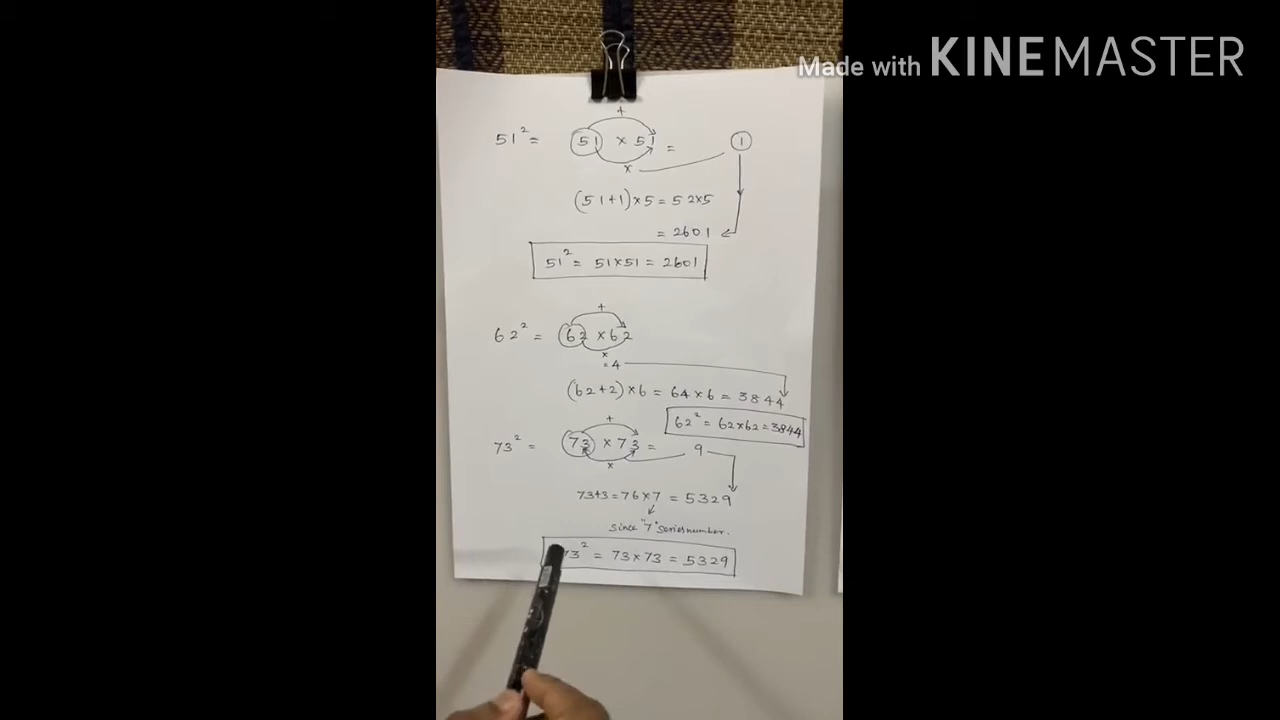 Made with KINEMASTER
+
51² = 51 × 51 = 1
×
(51+1)×5 = 52×5
= 2601
51² = 51×51 = 2601
+
62² = 62 × 62
×
= 4
(62+2)×6 = 64×6 = 3844
62² = 62×62 = 3844
+
73² = 73 × 73 = 9
×
73+3 = 76×7 = 5329
since "7" series number.
73² = 73×73 = 5329